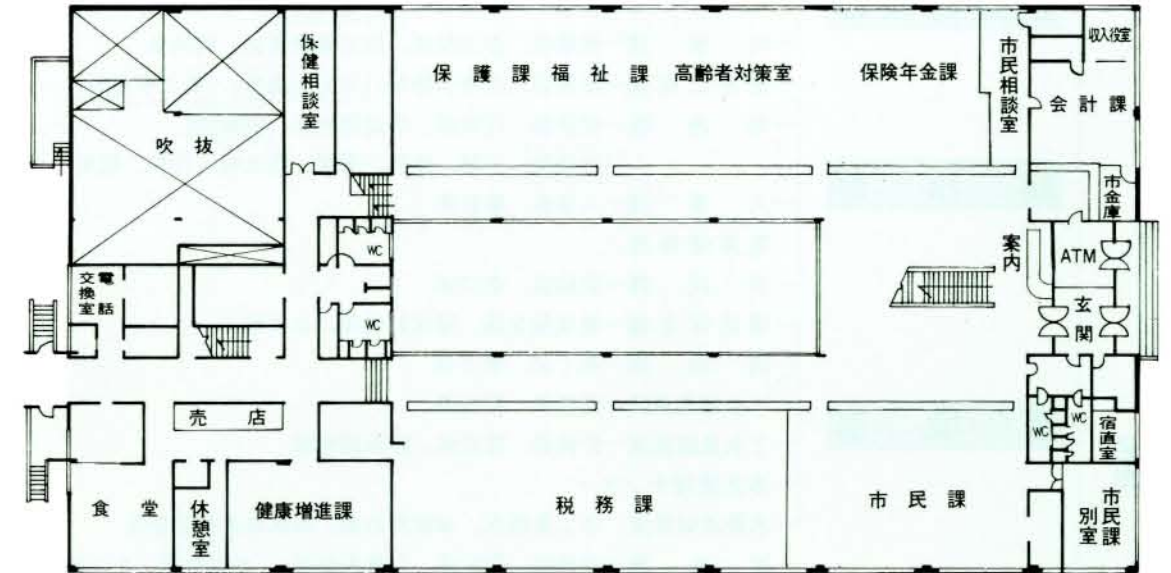 保健相談室
保護課 福祉課 高齢者対策室
保険年金課
市民相談室
収入役室
会計課
吹抜
市金庫
WC
案内
ATM
電話交換室
玄関
WC
売店
WC
WC
宿直室
食堂
休憩室
健康増進課
税務課
市民課
市民課別室